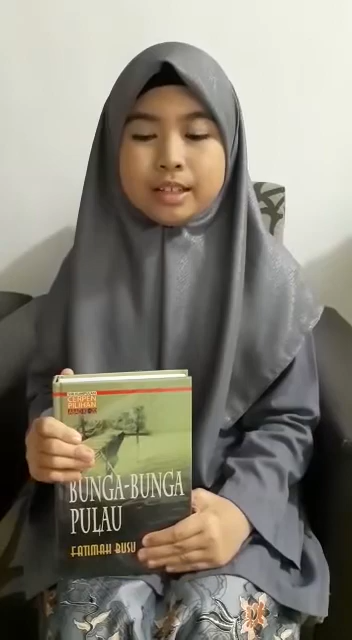 CERPEN
PILIHAN
BUNGA-BUNGA
PULAU
FATIMAH BUSU